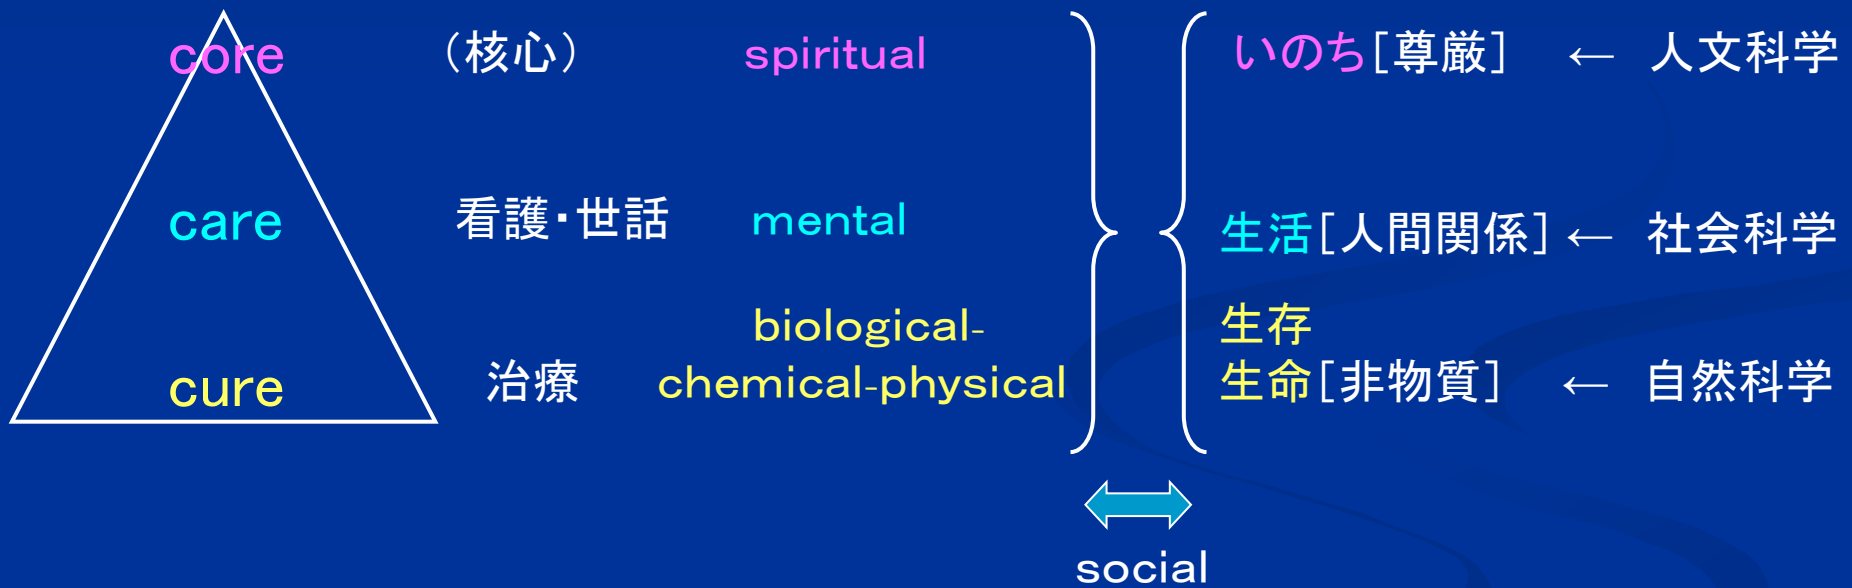 core （核心） spiritual いのち［尊厳］ ← 人文科学
care 看護・世話 mental 生活［人間関係］ ← 社会科学
biological- 生存
cure 治療 chemical-physical 生命［非物質］ ← 自然科学
social